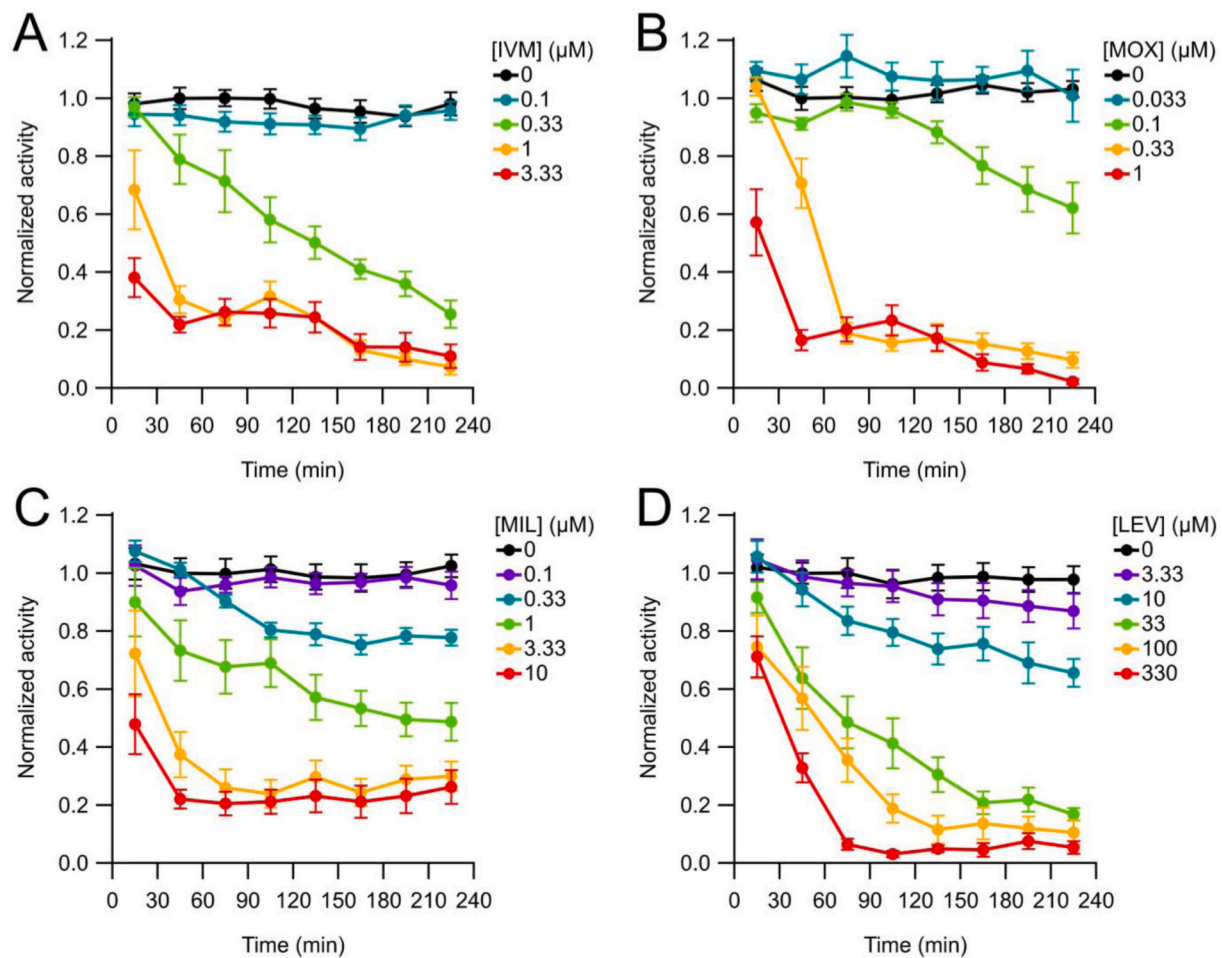 A
[IVM] (µM)
0
0.1
0.33
1
3.33
Normalized activity
1.2
1.0
0.8
0.6
0.4
0.2
0.0
0 30 60 90 120 150 180 210 240
Time (min)
B
[MOX] (µM)
0
0.033
0.1
0.33
1
Normalized activity
1.2
1.0
0.8
0.6
0.4
0.2
0.0
0 30 60 90 120 150 180 210 240
Time (min)
C
[MIL] (µM)
0
0.1
0.33
1
3.33
10
Normalized activity
1.2
1.0
0.8
0.6
0.4
0.2
0.0
0 30 60 90 120 150 180 210 240
Time (min)
D
[LEV] (µM)
0
3.33
10
33
100
330
Normalized activity
1.2
1.0
0.8
0.6
0.4
0.2
0.0
0 30 60 90 120 150 180 210 240
Time (min)